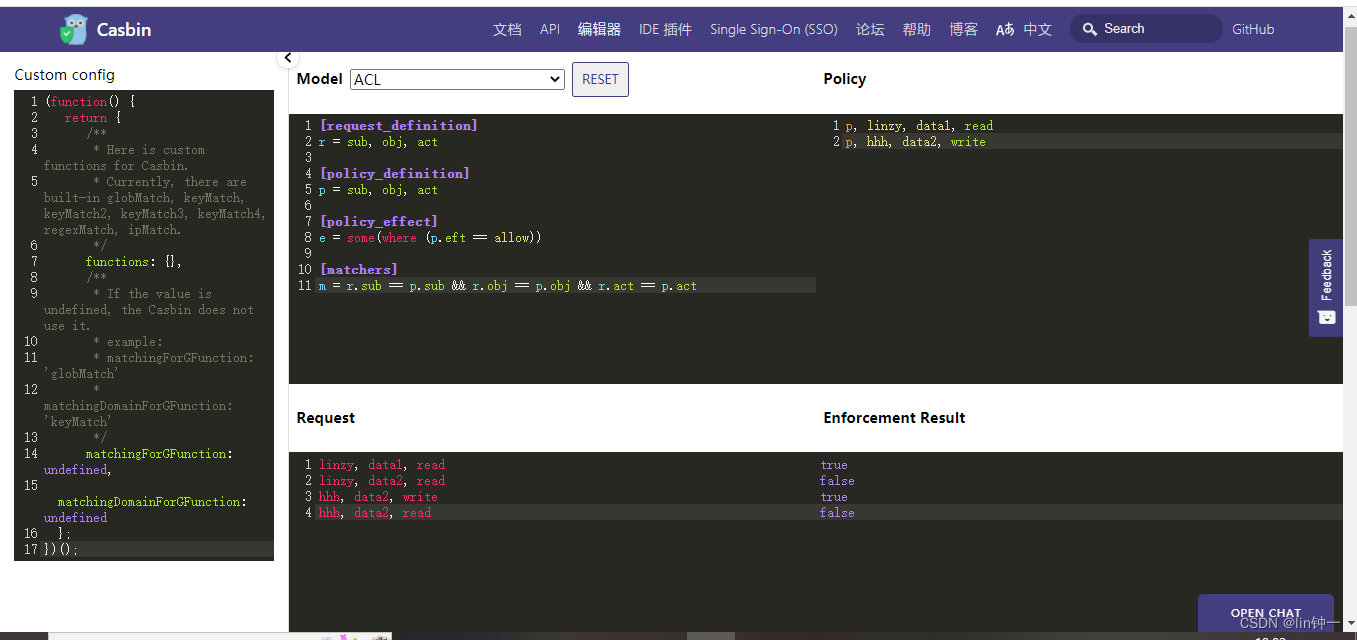 Casbin
文档 API 编辑器 IDE 插件 Single Sign-On (SSO) 论坛 帮助 博客 Aあ 中文 Search GitHub
Custom config
1 (function() {
2 return {
3 /**
4 * Here is custom
functions for Casbin.
5 * Currently, there are
built-in globMatch, keyMatch,
keyMatch2, keyMatch3, keyMatch4,
regexMatch, ipMatch.
6 */
7 functions: {},
8 /**
9 * If the value is
undefined, the Casbin does not
use it.
10 * example:
11 * matchingForGFunction:
'globMatch'
12 *
matchingDomainForGFunction:
'keyMatch'
13 */
14 matchingForGFunction:
undefined,
15
matchingDomainForGFunction:
undefined
16 };
17 })();
Model ACL RESET
1 [request_definition]
2 r = sub, obj, act
3
4 [policy_definition]
5 p = sub, obj, act
6
7 [policy_effect]
8 e = some(where (p.eft == allow))
9
10 [matchers]
11 m = r.sub == p.sub && r.obj == p.obj && r.act == p.act
Policy
1 p, linzy, data1, read
2 p, hhh, data2, write
Request
1 linzy, data1, read
2 linzy, data2, read
3 hhh, data2, write
4 hhh, data2, read
Enforcement Result
true
false
true
false
Feedback
OPEN CHAT
CSDN @lin钟一